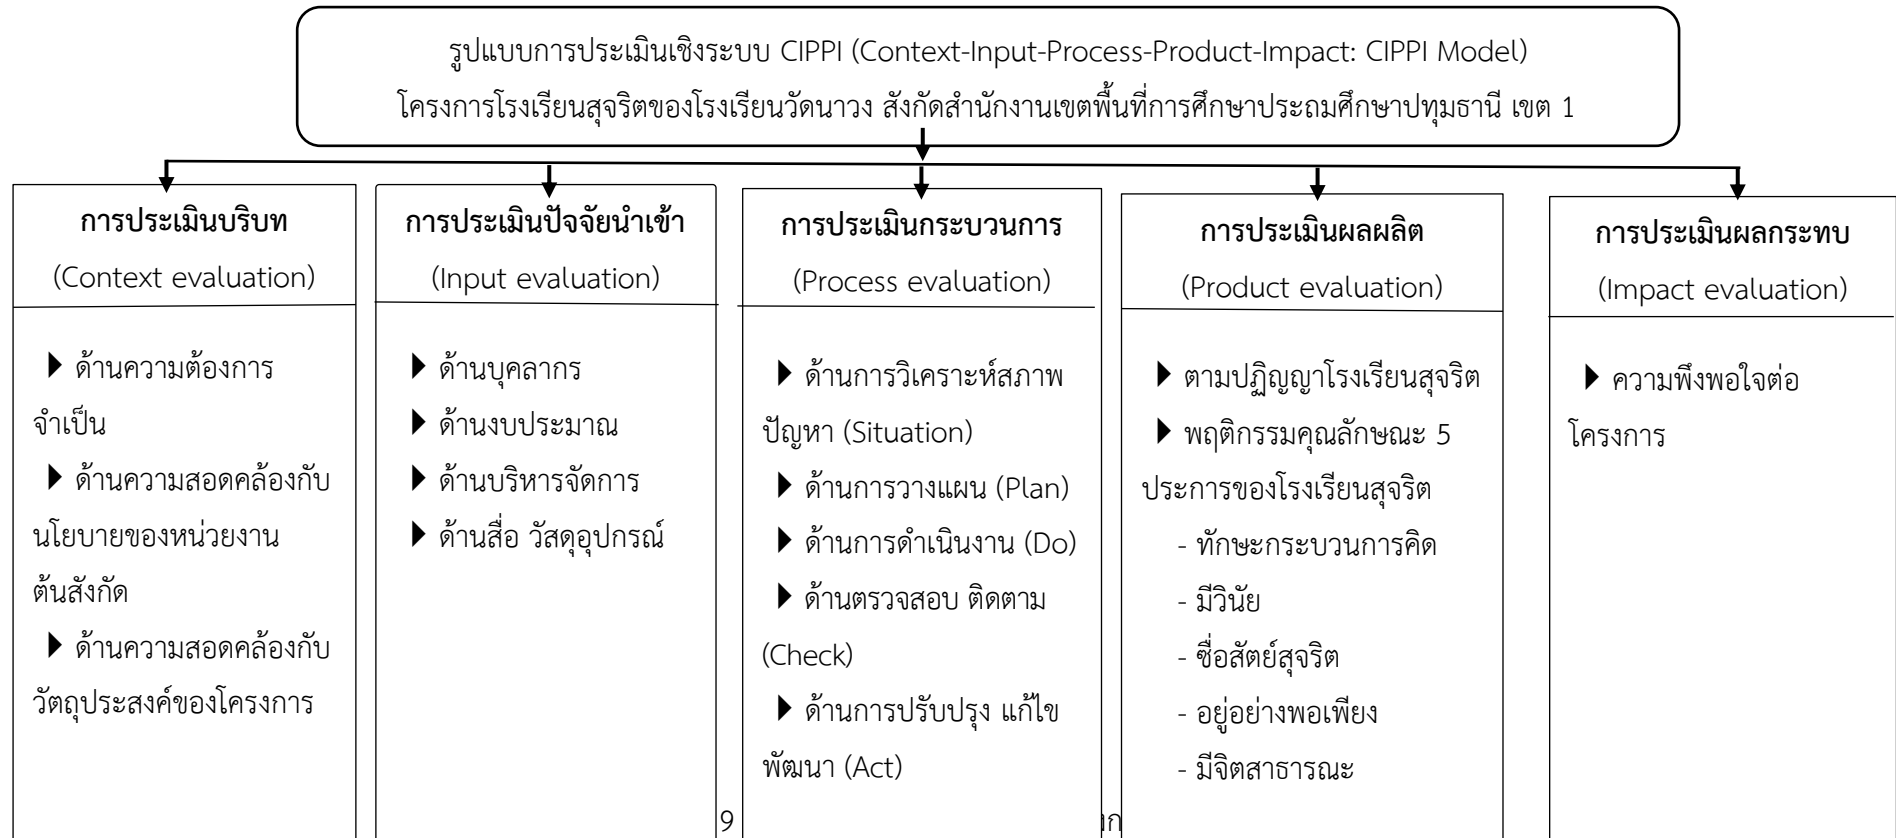 รูปแบบการประเมินเชิงระบบ CIPPI (Context-Input-Process-Product-Impact: CIPPI Model)
โครงการโรงเรียนสุจริตของโรงเรียนวัดนาวง สังกัดสำนักงานเขตพื้นที่การศึกษาประถมศึกษาปทุมธานี เขต 1
การประเมินบริบท
(Context evaluation)
▶ ด้านความต้องการ
จำเป็น
▶ ด้านความสอดคล้องกับ
นโยบายของหน่วยงาน
ต้นสังกัด
▶ ด้านความสอดคล้องกับ
วัตถุประสงค์ของโครงการ
การประเมินปัจจัยนำเข้า
(Input evaluation)
▶ ด้านบุคลากร
▶ ด้านงบประมาณ
▶ ด้านบริหารจัดการ
▶ ด้านสื่อ วัสดุอุปกรณ์
การประเมินกระบวนการ
(Process evaluation)
▶ ด้านการวิเคราะห์สภาพ
ปัญหา (Situation)
▶ ด้านการวางแผน (Plan)
▶ ด้านการดำเนินงาน (Do)
▶ ด้านตรวจสอบ ติดตาม
(Check)
▶ ด้านการปรับปรุง แก้ไข
พัฒนา (Act)
การประเมินผลผลิต
(Product evaluation)
▶ ตามปฏิญญาโรงเรียนสุจริต
▶ พฤติกรรมคุณลักษณะ 5
ประการของโรงเรียนสุจริต
- ทักษะกระบวนการคิด
- มีวินัย
- ซื่อสัตย์สุจริต
- อยู่อย่างพอเพียง
- มีจิตสาธารณะ
การประเมินผลกระทบ
(Impact evaluation)
▶ ความพึงพอใจต่อ
โครงการ
9